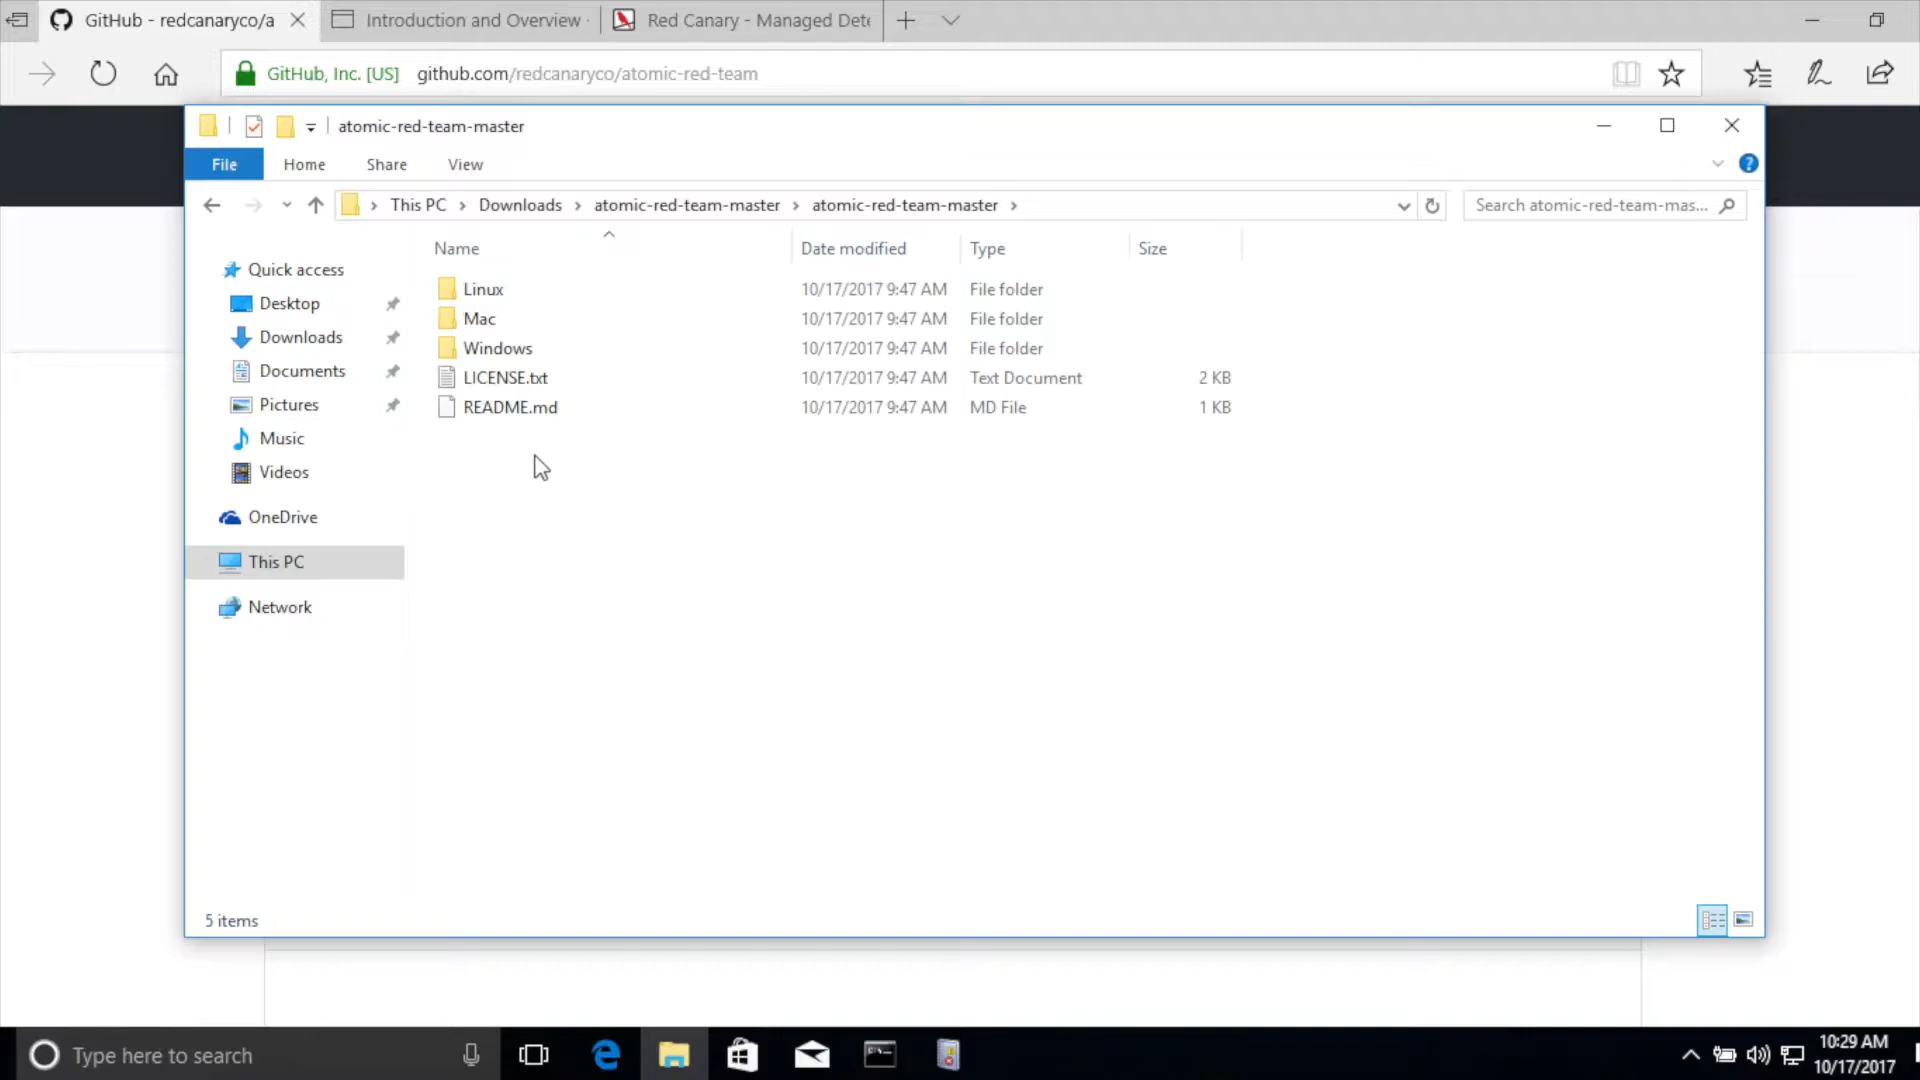 GitHub - redcanaryco/a
Introduction and Overview ·
Red Canary - Managed Dete
GitHub, Inc. [US] github.com/redcanaryco/atomic-red-team
atomic-red-team-master
File Home Share View
This PC Downloads atomic-red-team-master atomic-red-team-master
Search atomic-red-team-mas...
Name Date modified Type Size
Linux 10/17/2017 9:47 AM File folder
Mac 10/17/2017 9:47 AM File folder
Windows 10/17/2017 9:47 AM File folder
LICENSE.txt 10/17/2017 9:47 AM Text Document 2 KB
README.md 10/17/2017 9:47 AM MD File 1 KB
Quick access
Desktop
Downloads
Documents
Pictures
Music
Videos
OneDrive
This PC
Network
5 items
Type here to search
10:29 AM
10/17/2017